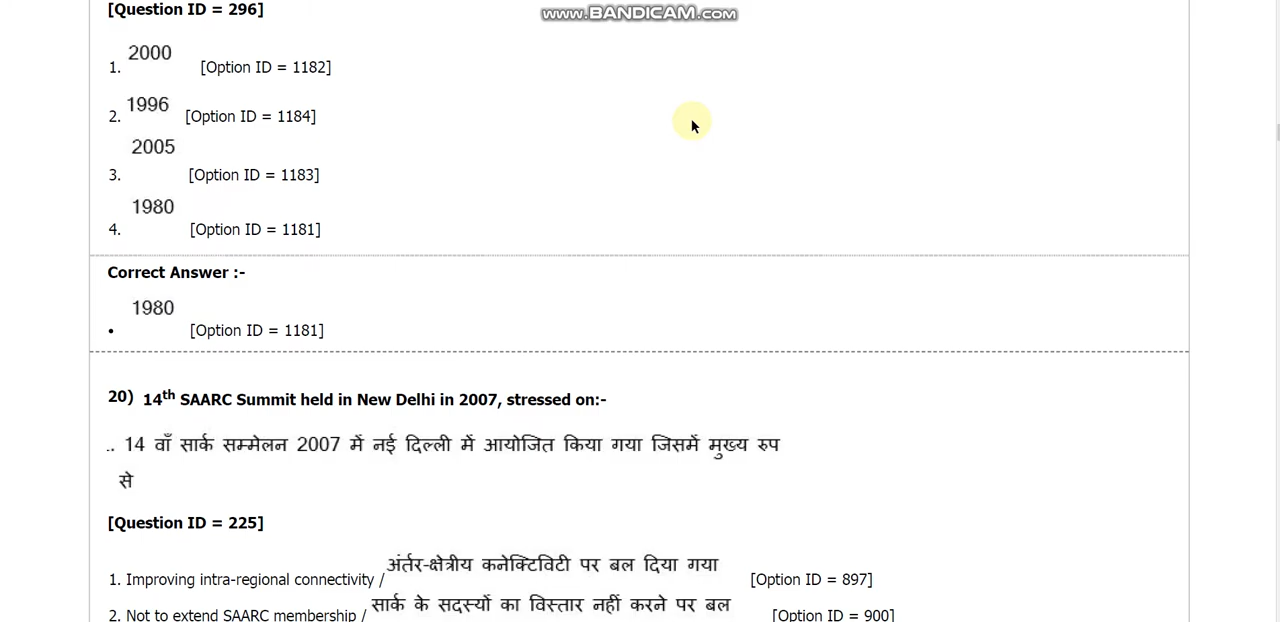 [Question ID = 296]
www.BANDICAM.com
1. 2000 [Option ID = 1182]
2. 1996 [Option ID = 1184]
3. 2005 [Option ID = 1183]
4. 1980 [Option ID = 1181]
Correct Answer :-
• 1980 [Option ID = 1181]
20) 14th SAARC Summit held in New Delhi in 2007, stressed on:-
.. 14 वाँ सार्क सम्मेलन 2007 में नई दिल्ली में आयोजित किया गया जिसमें मुख्य रुप
से
[Question ID = 225]
1. Improving intra-regional connectivity / अंर्तर-क्षेत्रीय कनेक्टिविटी पर बल दिया गया [Option ID = 897]
2. Not to extend SAARC membership / सार्क के सदस्यों का विस्तार नहीं करने पर बल [Option ID = 900]